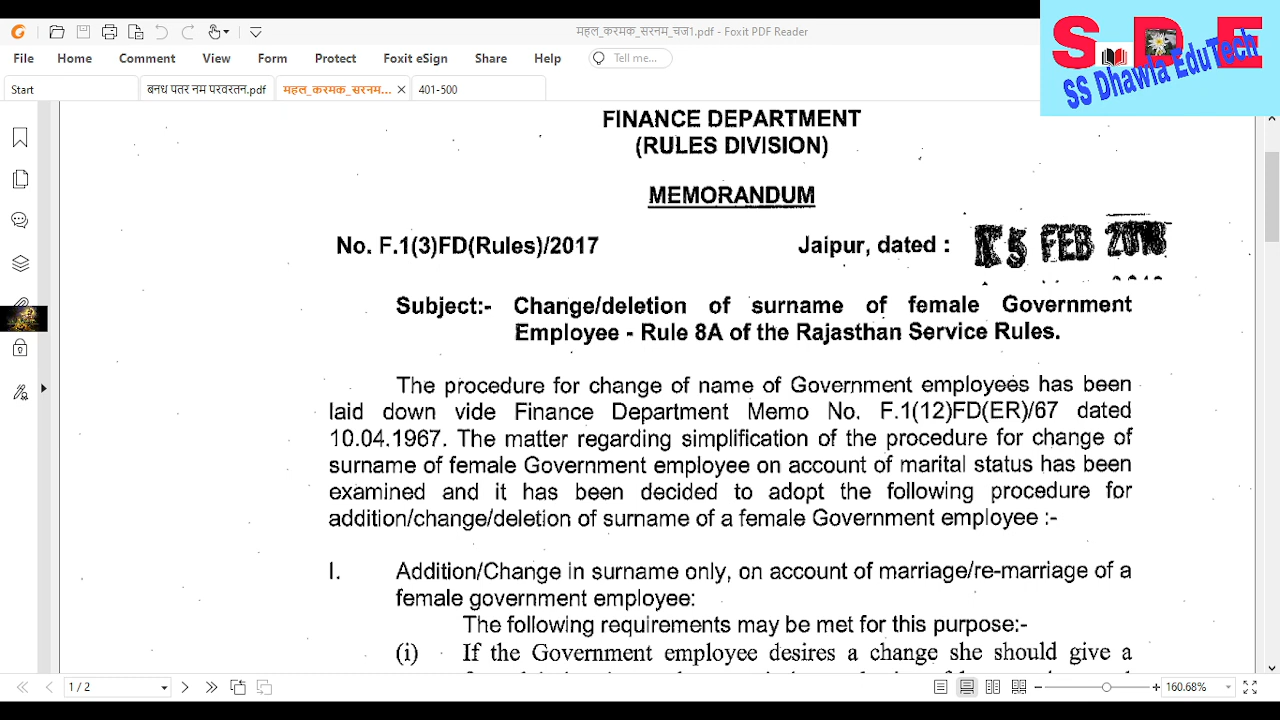 महल_करमक_सरनम_चज1.pdf - Foxit PDF Reader
SDE
SS Dhawla EduTech
File Home Comment View Form Protect Foxit eSign Share Help Tell me...
Start बनध पतर नम परवरतन.pdf महल_करमक_सरनम... 401-500
FINANCE DEPARTMENT
(RULES DIVISION)
MEMORANDUM
No. F.1(3)FD(Rules)/2017 Jaipur, dated : FEB
Subject:- Change/deletion of surname of female Government
Employee - Rule 8A of the Rajasthan Service Rules.
The procedure for change of name of Government employees has been
laid down vide Finance Department Memo No. F.1(12)FD(ER)/67 dated
10.04.1967. The matter regarding simplification of the procedure for change of
surname of female Government employee on account of marital status has been
examined and it has been decided to adopt the following procedure for
addition/change/deletion of surname of a female Government employee :-
I. Addition/Change in surname only, on account of marriage/re-marriage of a
female government employee:
The following requirements may be met for this purpose:-
(i) If the Government employee desires a change she should give a
1 / 2 160.68%